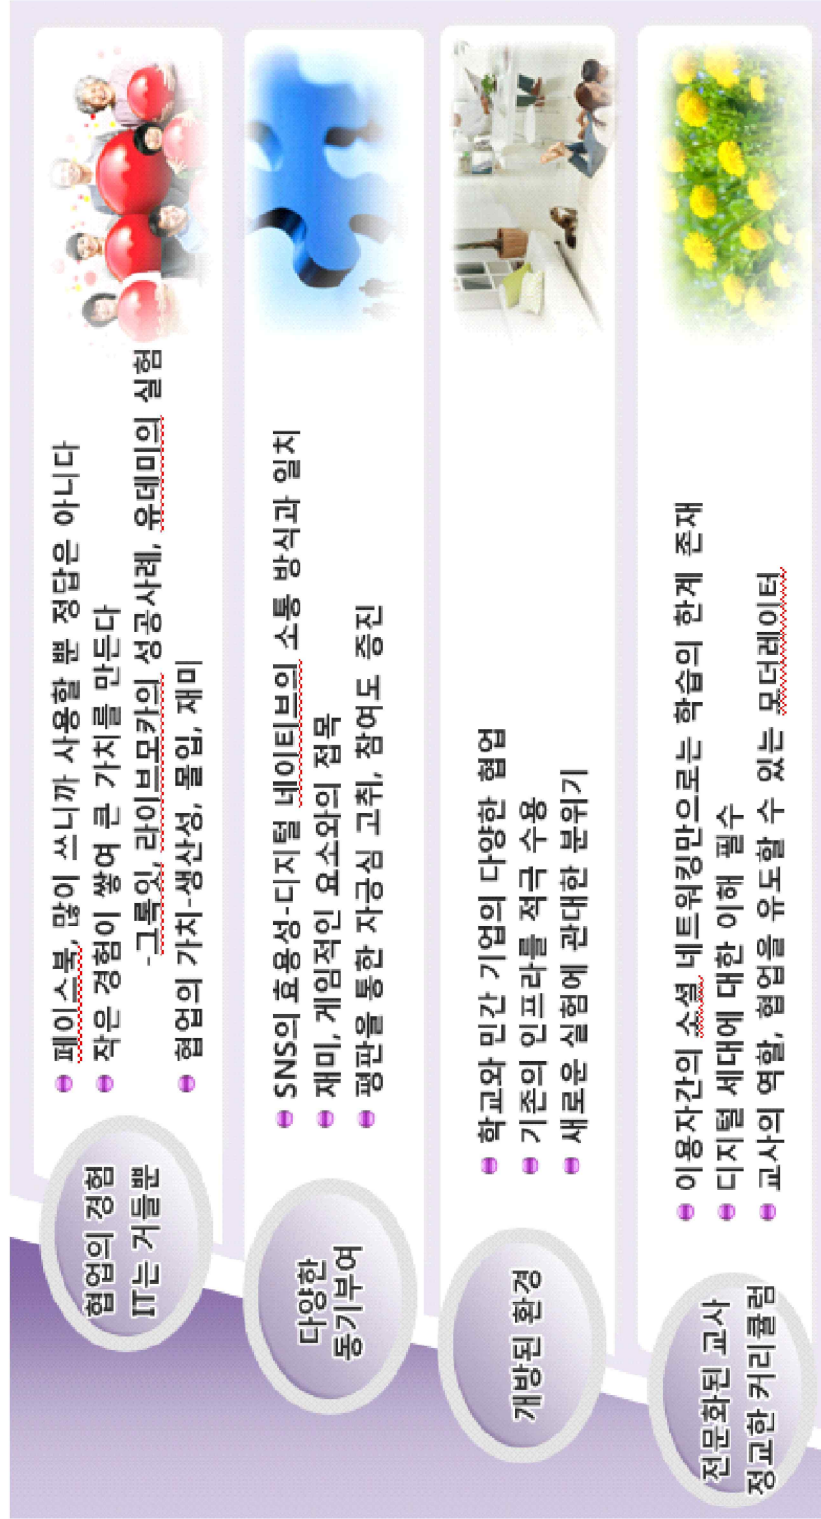 협업의 경험
IT는 거들뿐
페이스북, 많이 쓰니까 사용할 뿐 정답은 아니다
작은 경험이 쌓여 큰 가치를 만든다
-그룩잇, 라이브모카의 성공사례, 유데미의 실험
협업의 가치-생산성, 몰입, 재미
다양한
동기부여
SNS의 효용성-디지털 네이티브의 소통 방식과 일치
재미, 게임적인 요소와의 접목
평판을 통한 자긍심 고취, 참여도 증진
개방된 환경
학교와 민간 기업의 다양한 협업
기존의 인프라를 적극 수용
새로운 실험에 관대한 분위기
전문화된 교사
정교한 커리큘럼
이용자간의 소셜 네트워킹만으로는 학습의 한계 존재
디지털 세대에 대한 이해 필수
교사의 역할, 협업을 유도할 수 있는 모더레이터